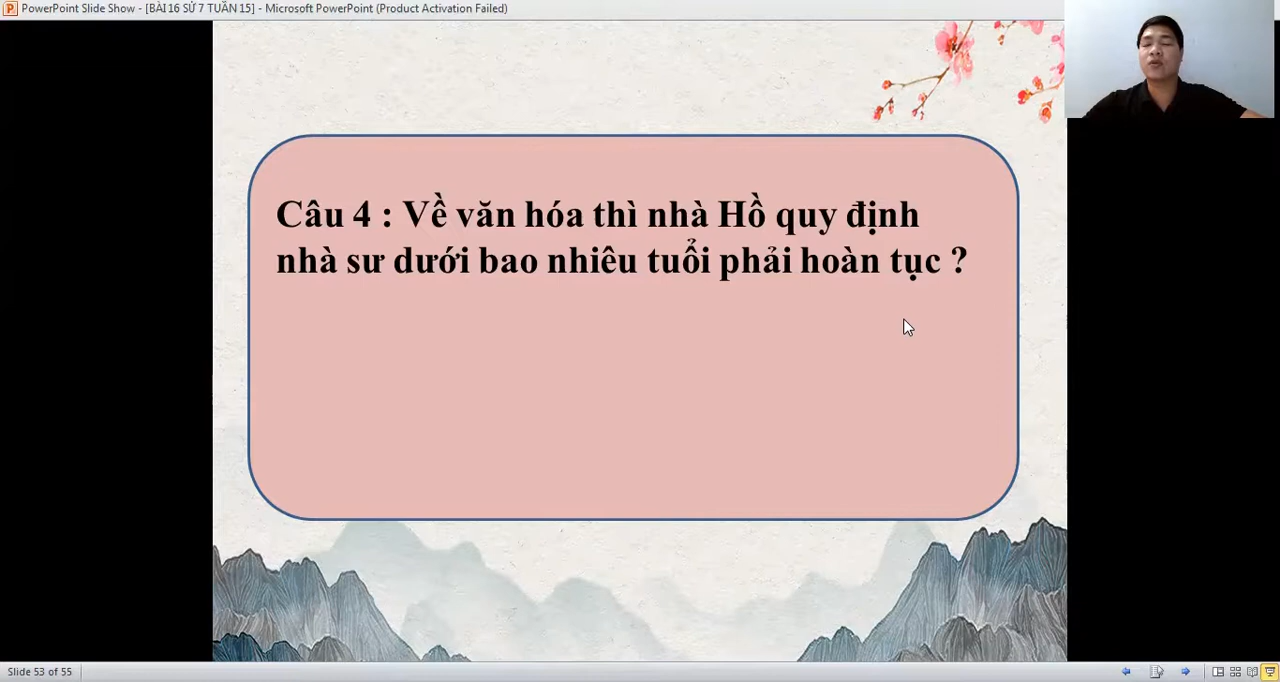 PowerPoint Slide Show - [BÀI 16 SỬ 7 TUẦN 15] - Microsoft PowerPoint (Product Activation Failed)
Câu 4 : Về văn hóa thì nhà Hồ quy định
nhà sư dưới bao nhiêu tuổi phải hoàn tục ?
Slide 53 of 55